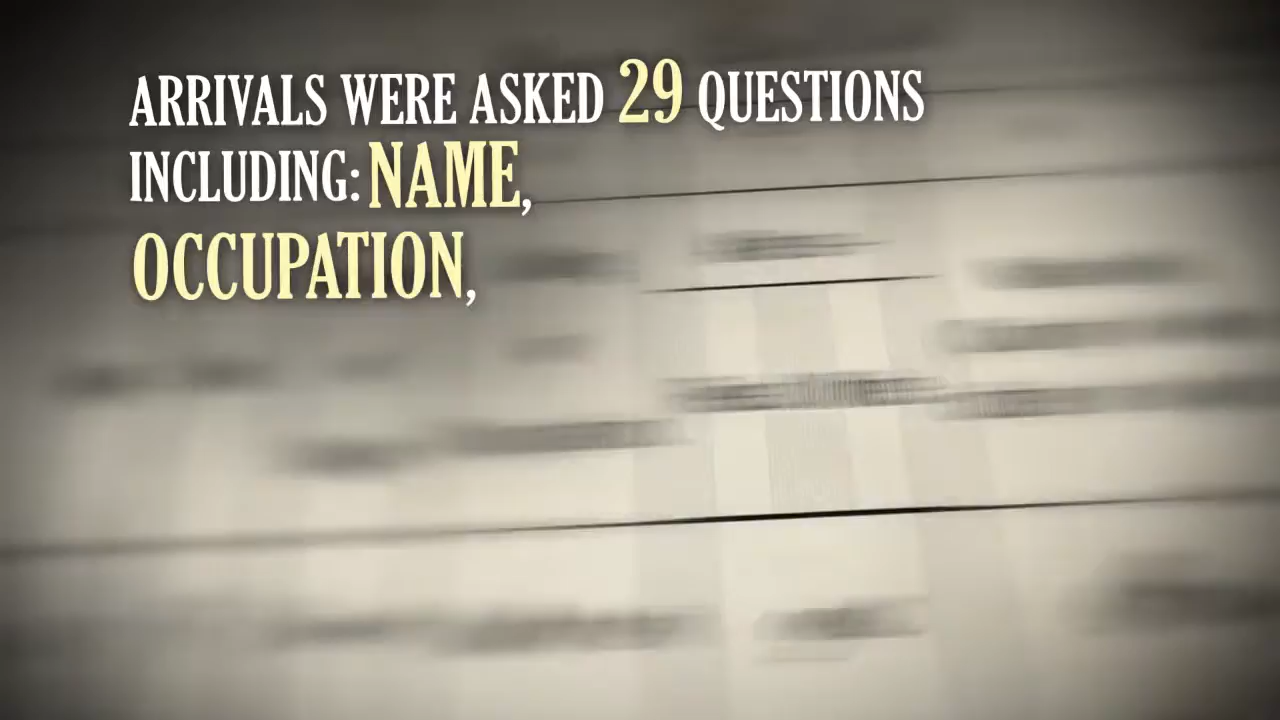 ARRIVALS WERE ASKED 29 QUESTIONS
INCLUDING: NAME,
OCCUPATION,